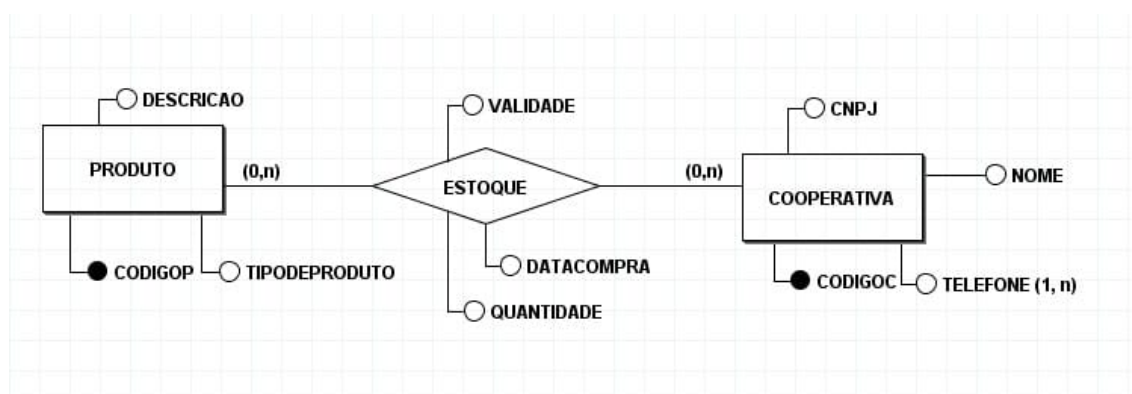 DESCRICAO
PRODUTO
(0,n)
CODIGOP
TIPODEPRODUTO
VALIDADE
ESTOQUE
DATACOMPRA
QUANTIDADE
(0,n)
CNPJ
COOPERATIVA
NOME
CODIGOC
TELEFONE (1, n)